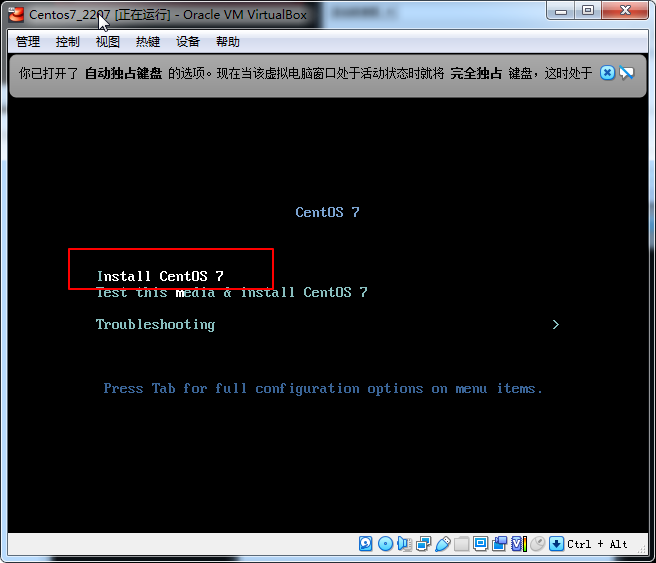 Centos7_2207 [正在运行] - Oracle VM VirtualBox
管理 控制 视图 热键 设备 帮助
你已打开了 自动独占键盘 的选项。现在当该虚拟电脑窗口处于活动状态时就将 完全独占 键盘，这时处于
CentOS 7
Install CentOS 7
Test this media & install CentOS 7
Troubleshooting >
Press Tab for full configuration options on menu items.
Ctrl + Alt